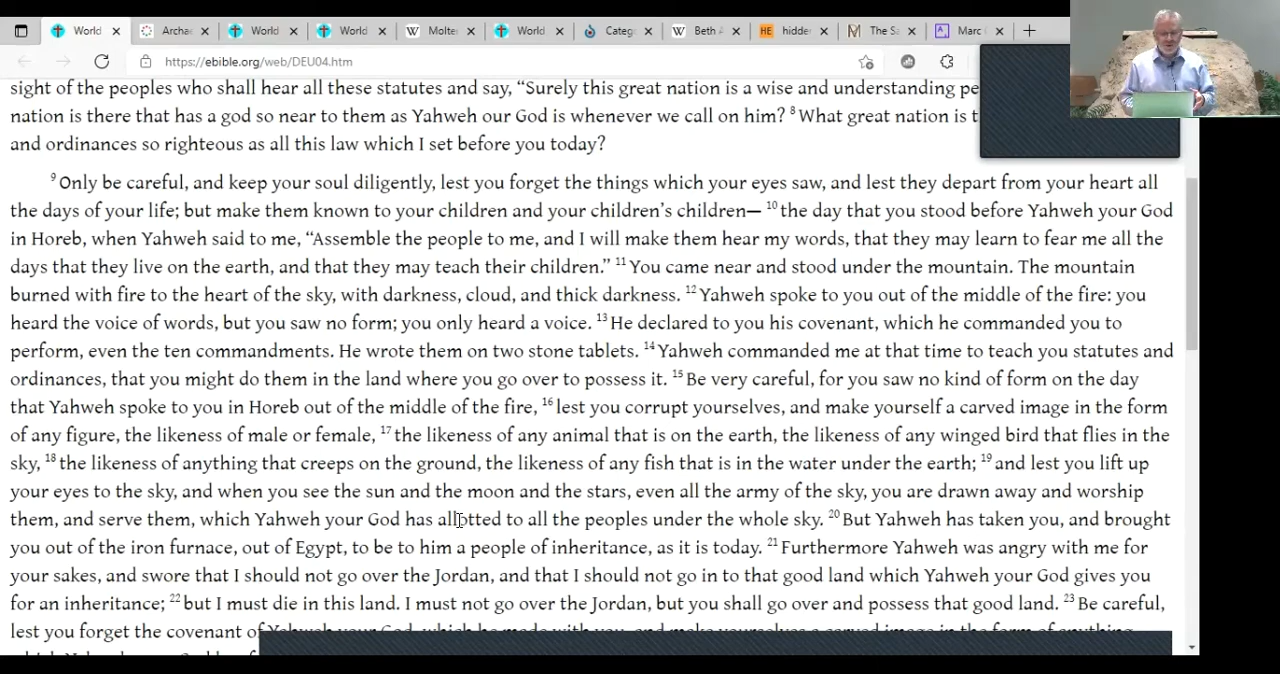 World
Archae
World
World
Molte
World
Categ
Beth A
hidde
The Sa
Marc
https://ebible.org/web/DEU04.htm
sight of the peoples who shall hear all these statutes and say, “Surely this great nation is a wise and understanding pe
nation is there that has a god so near to them as Yahweh our God is whenever we call on him? 8 What great nation is t
and ordinances so righteous as all this law which I set before you today?
9 Only be careful, and keep your soul diligently, lest you forget the things which your eyes saw, and lest they depart from your heart all
the days of your life; but make them known to your children and your children’s children— 10 the day that you stood before Yahweh your God
in Horeb, when Yahweh said to me, “Assemble the people to me, and I will make them hear my words, that they may learn to fear me all the
days that they live on the earth, and that they may teach their children.” 11 You came near and stood under the mountain. The mountain
burned with fire to the heart of the sky, with darkness, cloud, and thick darkness. 12 Yahweh spoke to you out of the middle of the fire: you
heard the voice of words, but you saw no form; you only heard a voice. 13 He declared to you his covenant, which he commanded you to
perform, even the ten commandments. He wrote them on two stone tablets. 14 Yahweh commanded me at that time to teach you statutes and
ordinances, that you might do them in the land where you go over to possess it. 15 Be very careful, for you saw no kind of form on the day
that Yahweh spoke to you in Horeb out of the middle of the fire, 16 lest you corrupt yourselves, and make yourself a carved image in the form
of any figure, the likeness of male or female, 17 the likeness of any animal that is on the earth, the likeness of any winged bird that flies in the
sky, 18 the likeness of anything that creeps on the ground, the likeness of any fish that is in the water under the earth; 19 and lest you lift up
your eyes to the sky, and when you see the sun and the moon and the stars, even all the army of the sky, you are drawn away and worship
them, and serve them, which Yahweh your God has allotted to all the peoples under the whole sky. 20 But Yahweh has taken you, and brought
you out of the iron furnace, out of Egypt, to be to him a people of inheritance, as it is today. 21 Furthermore Yahweh was angry with me for
your sakes, and swore that I should not go over the Jordan, and that I should not go in to that good land which Yahweh your God gives you
for an inheritance; 22 but I must die in this land. I must not go over the Jordan, but you shall go over and possess that good land. 23 Be careful,
lest you forget the covenant of Yahweh your God, which he made with you, and make yourselves a carved image in the form of anything